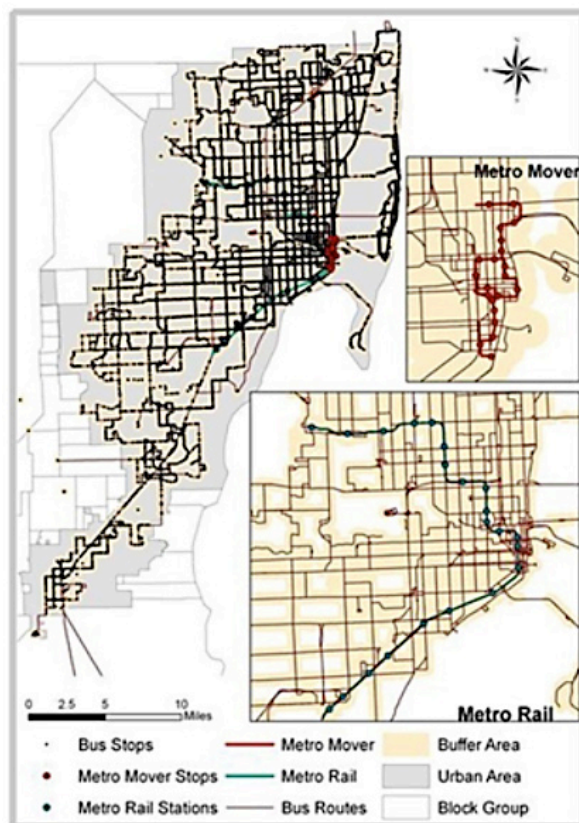 Metro Mover
Metro Rail
0 2.5 5 10
Miles
Bus Stops
Metro Mover
Buffer Area
Metro Mover Stops
Metro Rail
Urban Area
Metro Rail Stations
Bus Routes
Block Group